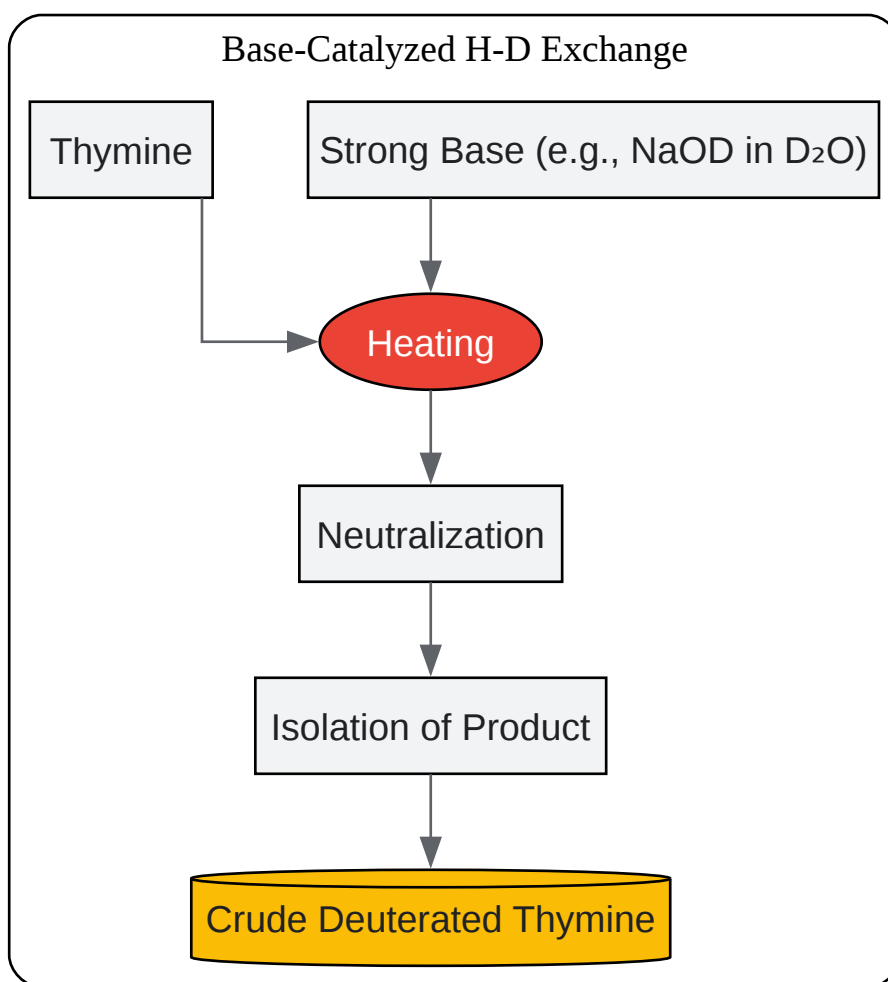 Base-Catalyzed H-D Exchange
Thymine
Strong Base (e.g., NaOD in D₂O)
Heating
Neutralization
Isolation of Product
Crude Deuterated Thymine